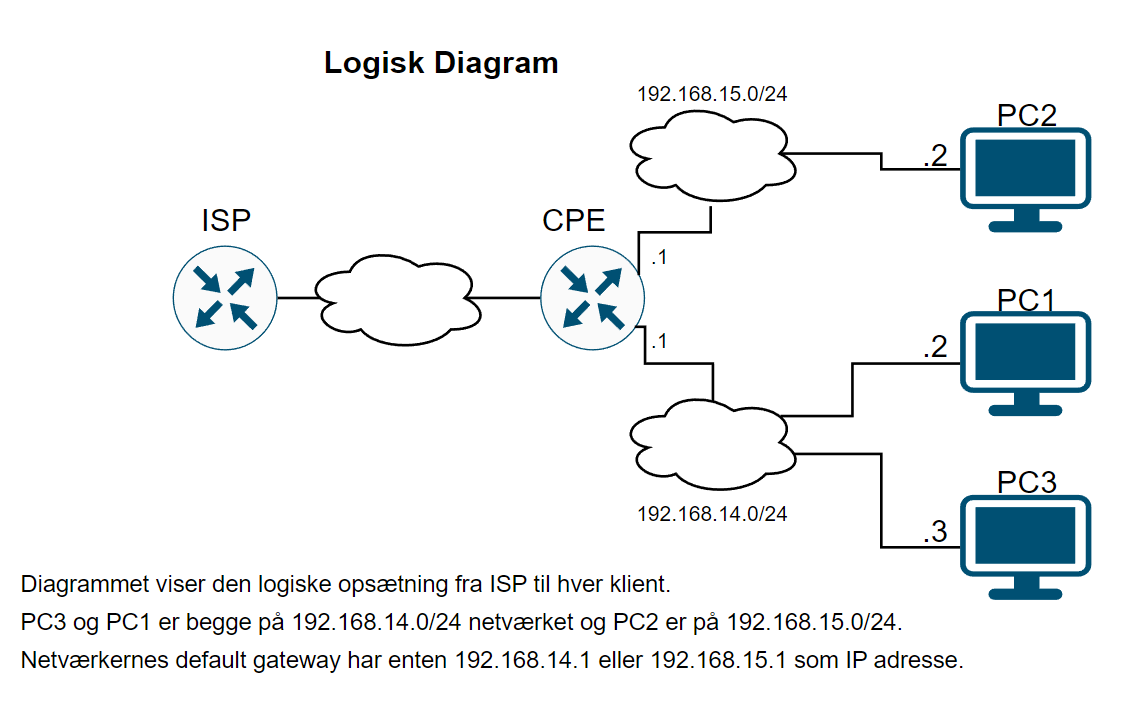 Logisk Diagram
192.168.15.0/24
PC2
.2
ISP
CPE
.1
PC1
.2
.1
PC3
192.168.14.0/24
.3
Diagrammet viser den logiske opsætning fra ISP til hver klient.
PC3 og PC1 er begge på 192.168.14.0/24 netværket og PC2 er på 192.168.15.0/24.
Netværkernes default gateway har enten 192.168.14.1 eller 192.168.15.1 som IP adresse.